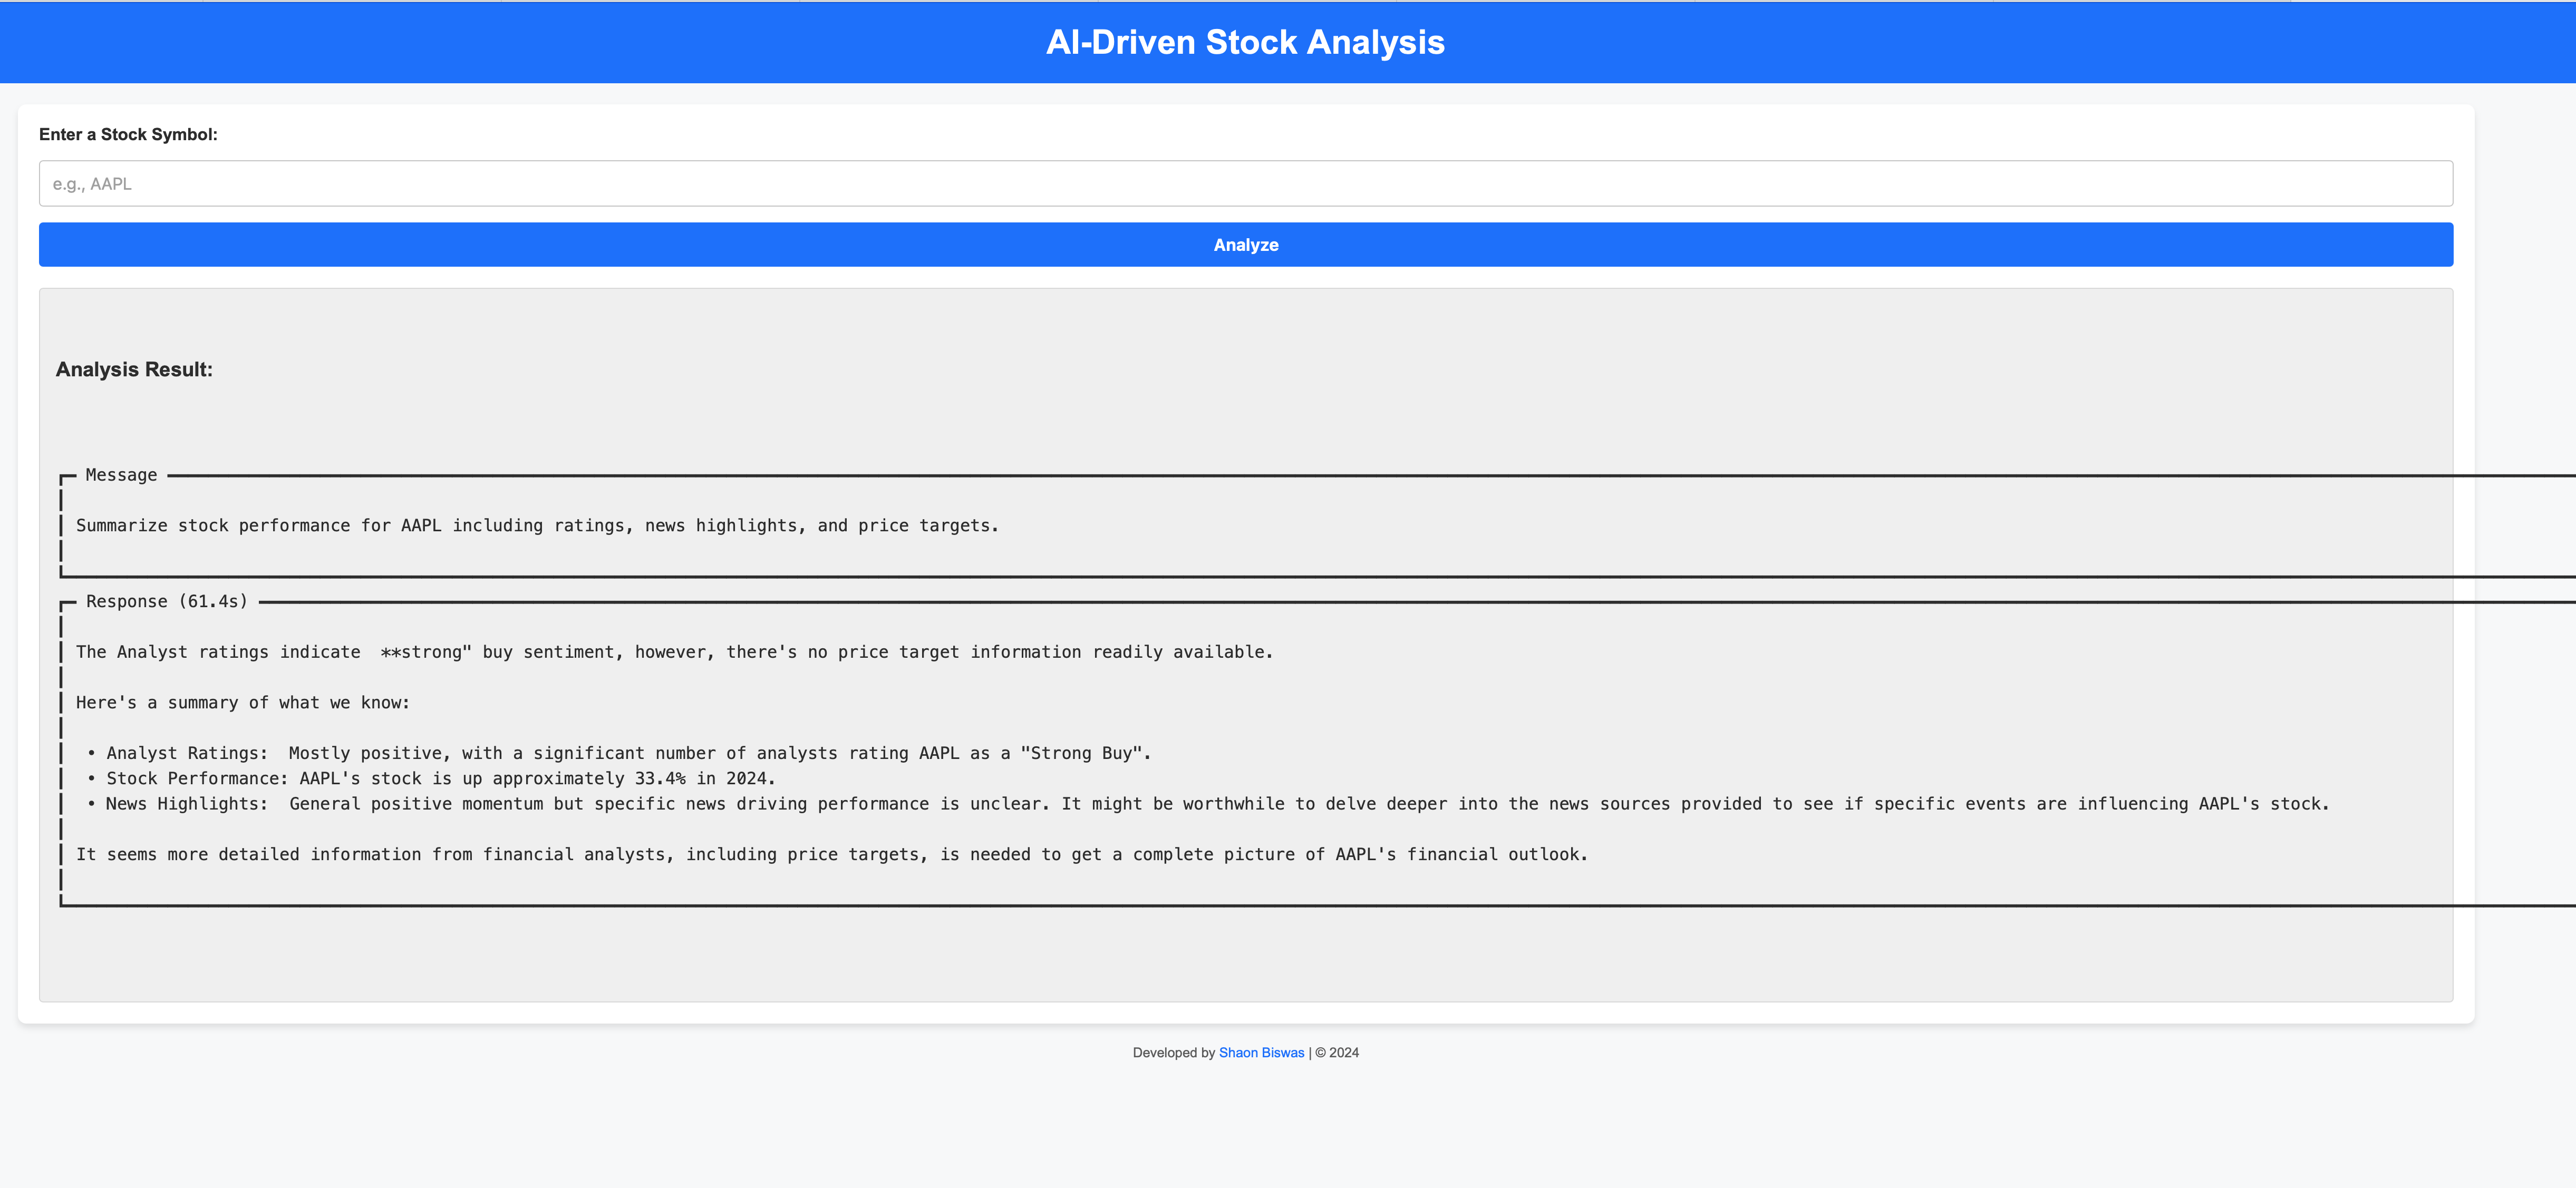 AI-Driven Stock Analysis
Enter a Stock Symbol:
e.g., AAPL
Analyze
Analysis Result:
Message
Summarize stock performance for AAPL including ratings, news highlights, and price targets.
Response (61.4s)
The Analyst ratings indicate  **strong" buy sentiment, however, there's no price target information readily available.
Here's a summary of what we know:
• Analyst Ratings:  Mostly positive, with a significant number of analysts rating AAPL as a "Strong Buy".
• Stock Performance: AAPL's stock is up approximately 33.4% in 2024.
• News Highlights:  General positive momentum but specific news driving performance is unclear. It might be worthwhile to delve deeper into the news sources provided to see if specific events are influencing AAPL's stock.
It seems more detailed information from financial analysts, including price targets, is needed to get a complete picture of AAPL's financial outlook.
Developed by Shaon Biswas | © 2024